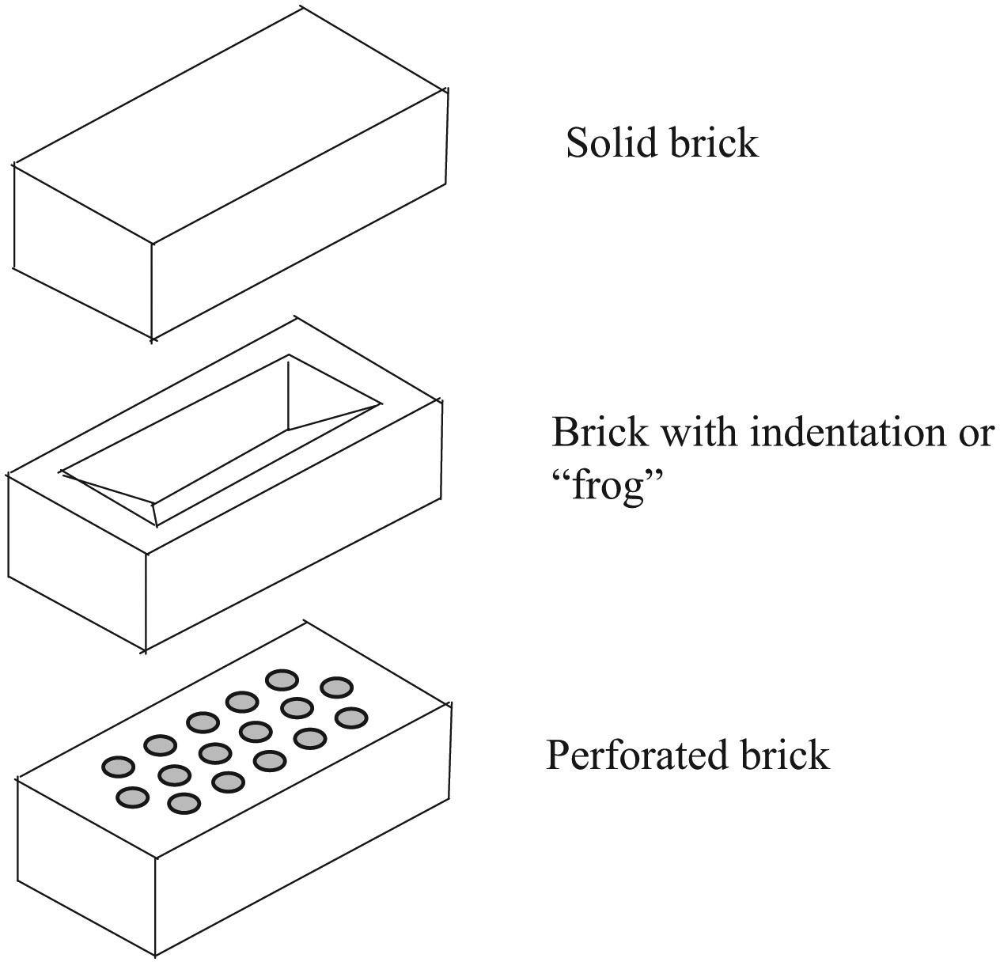 Solid brick
Brick with indentation or
“frog”
Perforated brick